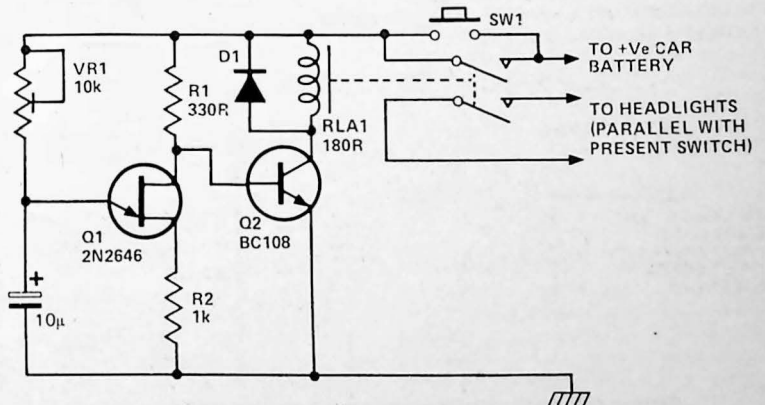 SW1
D1
TO +Ve CAR
BATTERY
VR1
10k
R1
330R
TO HEADLIGHTS
(PARALLEL WITH
PRESENT SWITCH)
RLA1
180R
Q1
2N2646
Q2
BC108
+
10μ
R2
1k